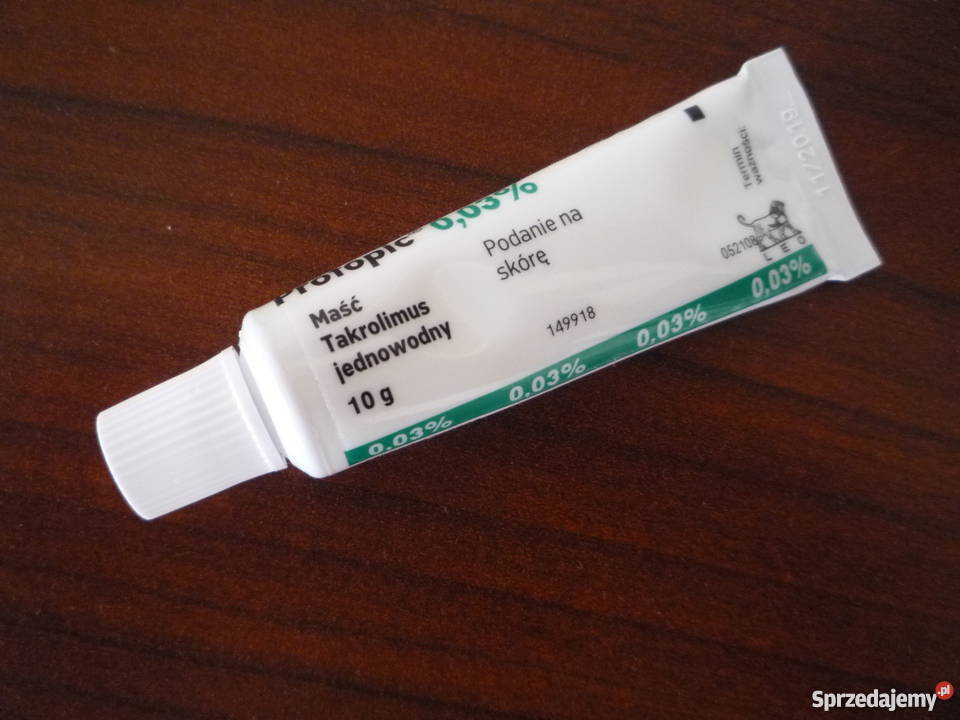 Protopic 0,03%
Maść
Takrolimus
jednowodny
10 g
Podanie na
skórę
149918
0,03% 0,03% 0,03% 0,03%
Termin
ważności:
11/2019
LEO
Sprzedajemy.pl